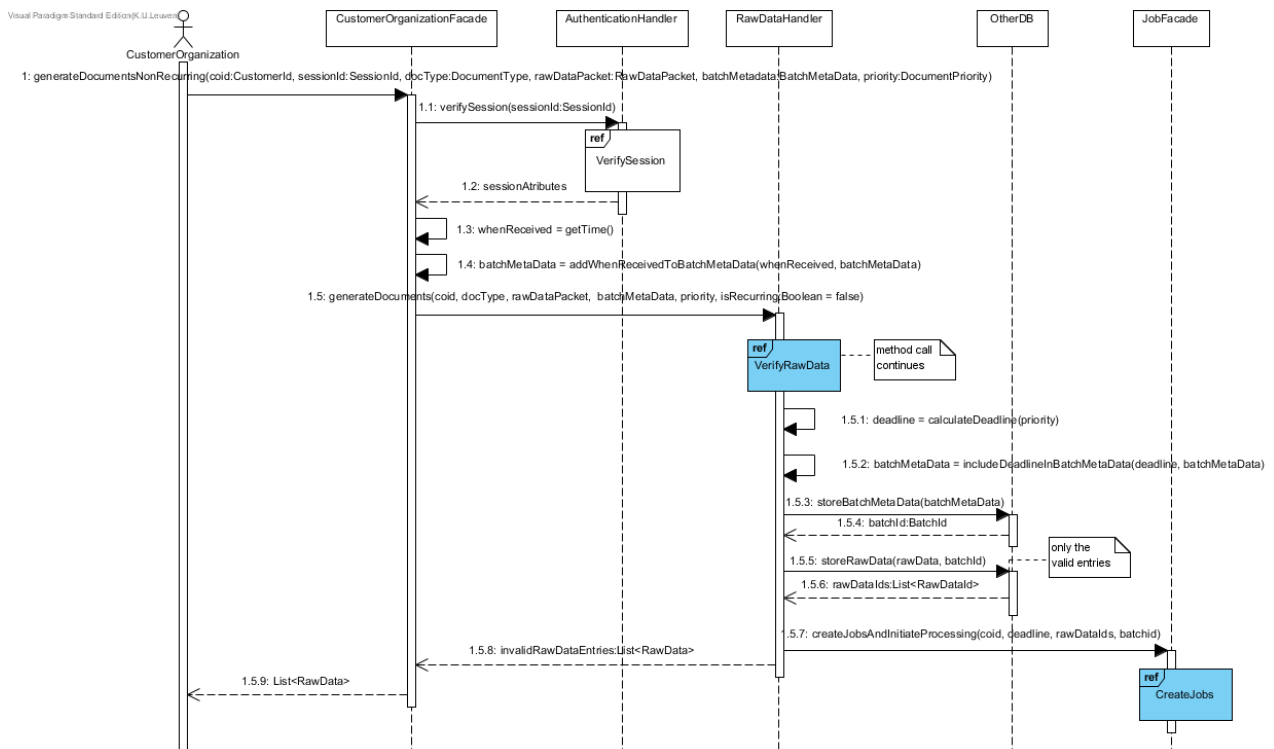 Visual Paradigm Standard Edition(K.U.Leuven)
CustomerOrganization
CustomerOrganizationFacade
AuthenticationHandler
RawDataHandler
OtherDB
JobFacade
1: generateDocumentsNonRecurring(coid:CustomerId, sessionId:SessionId, docType:DocumentType, rawDataPacket:RawDataPacket, batchMetadata:BatchMetaData, priority:DocumentPriority)
1.1: verifySession(sessionId:SessionId)
ref
VerifySession
1.2: sessionAtributes
1.3: whenReceived = getTime()
1.4: batchMetaData = addWhenReceivedToBatchMetaData(whenReceived, batchMetaData)
1.5: generateDocuments(coid, docType, rawDataPacket, batchMetaData, priority, isRecurring:Boolean = false)
ref
VerifyRawData
method call
continues
1.5.1: deadline = calculateDeadline(priority)
1.5.2: batchMetaData = includeDeadlineInBatchMetaData(deadline, batchMetaData)
1.5.3: storeBatchMetaData(batchMetaData)
1.5.4: batchId:BatchId
only the
valid entries
1.5.5: storeRawData(rawData, batchId)
1.5.6: rawDataIds:List<RawDataId>
1.5.7: createJobsAndInitiateProcessing(coid, deadline, rawDataIds, batchid)
1.5.8: invalidRawDataEntries:List<RawData>
ref
CreateJobs
1.5.9: List<RawData>